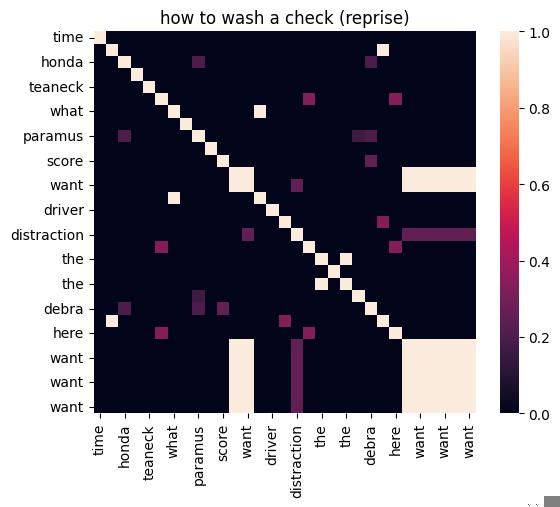 how to wash a check (reprise)
time
honda
teaneck
what
paramus
score
want
driver
distraction
the
the
debra
here
want
want
want
1.0
0.8
0.6
0.4
0.2
0.0
time
honda
teaneck
what
paramus
score
want
driver
distraction
the
the
debra
here
want
want
want